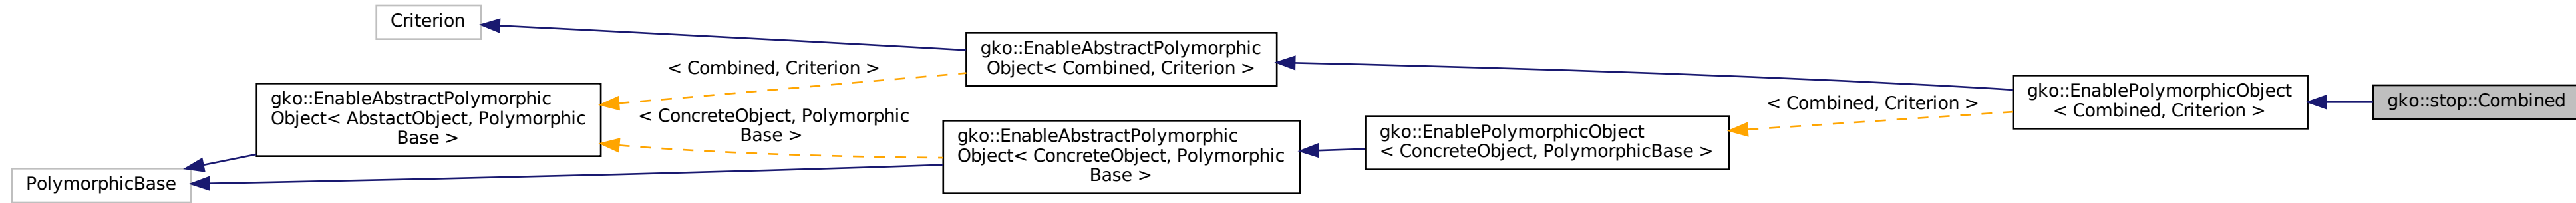 Criterion
gko::EnableAbstractPolymorphic
Object< Combined, Criterion >
< Combined, Criterion >
gko::EnablePolymorphicObject
< Combined, Criterion >
gko::stop::Combined
gko::EnableAbstractPolymorphic
Object< AbstactObject, Polymorphic
Base >
< ConcreteObject, Polymorphic
Base >
< Combined, Criterion >
gko::EnableAbstractPolymorphic
Object< ConcreteObject, Polymorphic
Base >
gko::EnablePolymorphicObject
< ConcreteObject, PolymorphicBase >
PolymorphicBase